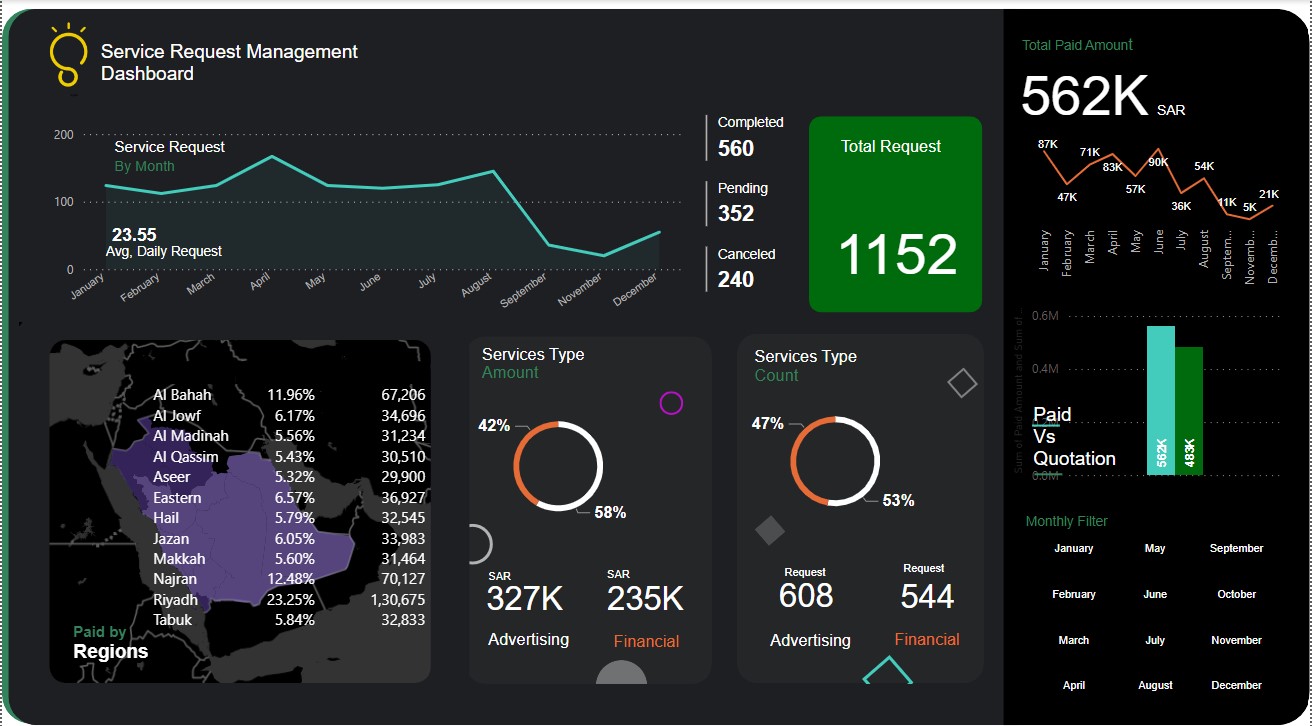 Service Request Management
Dashboard
200
100
0
Service Request
By Month
23.55
Avg, Daily Request
January
February
March
April
May
June
July
August
September
November
December
Completed
560
Pending
352
Canceled
240
Total Request
1152
Al Bahah 11.96% 67,206
Al Jowf 6.17% 34,696
Al Madinah 5.56% 31,234
Al Qassim 5.43% 30,510
Aseer 5.32% 29,900
Eastern 6.57% 36,927
Hail 5.79% 32,545
Jazan 6.05% 33,983
Makkah 5.60% 31,464
Najran 12.48% 70,127
Riyadh 23.25% 1,30,675
Tabuk 5.84% 32,833
Paid by
Regions
Services Type
Amount
42%
58%
SAR SAR
327K 235K
Advertising Financial
Services Type
Count
47%
53%
Request Request
608 544
Advertising Financial
Total Paid Amount
562K SAR
87K
47K
71K
83K
57K
90K
36K
54K
11K
5K
21K
January
February
March
April
May
June
July
August
Septem...
Novemb...
Decemb...
Sum of Paid Amount and Sum of...
0.6M
0.4M
0.0M
Paid
Vs
Quotation
562K
483K
Monthly Filter
January May September
February June October
March July November
April August December